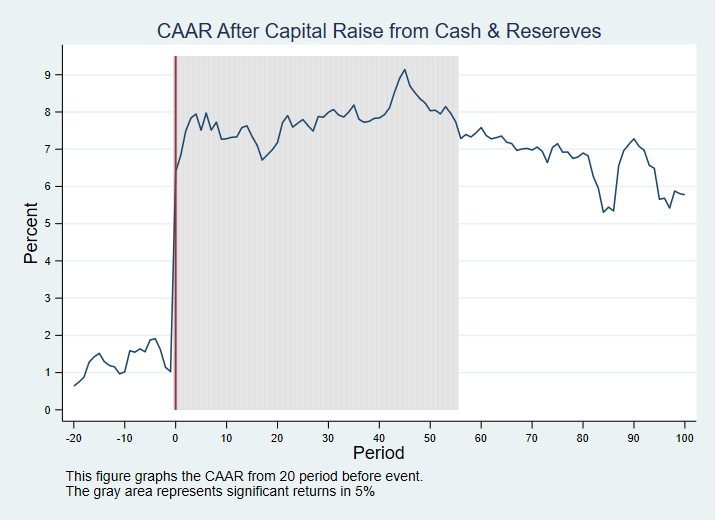 CAAR After Capital Raise from Cash & Resereves
Percent
9
8
7
6
5
4
3
2
1
0
-20 -10 0 10 20 30 40 50 60 70 80 90 100
Period
This figure graphs the CAAR from 20 period before event.
The gray area represents significant returns in 5%